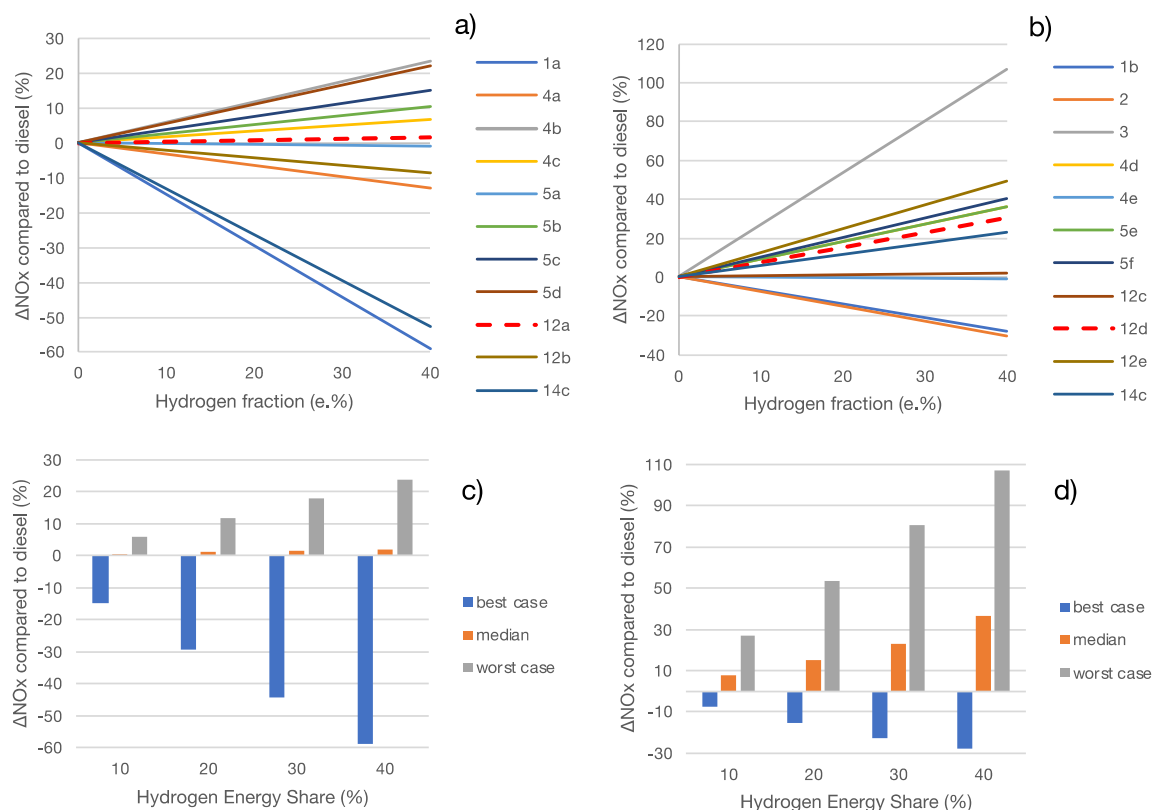 a)
ΔNOx compared to diesel (%)
30
20
10
0
-10
-20
-30
-40
-50
-60
0
10
20
30
40
Hydrogen fraction (e.%)
1a
4a
4b
4c
5a
5b
5c
5d
12a
12b
14c
b)
ΔNOx compared to diesel (%)
120
100
80
60
40
20
0
-20
-40
0
10
20
30
40
Hydrogen fraction (e.%)
1b
2
3
4d
4e
5e
5f
12c
12d
12e
14c
c)
ΔNOx compared to diesel (%)
30
20
10
0
-10
-20
-30
-40
-50
-60
10
20
30
40
Hydrogen Energy Share (%)
best case
median
worst case
d)
ΔNOx compared to diesel (%)
110
90
70
50
30
10
-10
-30
10
20
30
40
Hydrogen Energy Share (%)
best case
median
worst case